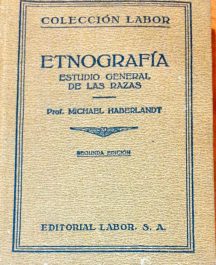 COLECCIÓN LABOR
ETNOGRAFÍA
ESTUDIO GENERAL
DE LAS RAZAS
Prof. MICHAEL HABERLANDT
SEGUNDA EDICIÓN
EDITORIAL LABOR. S. A.